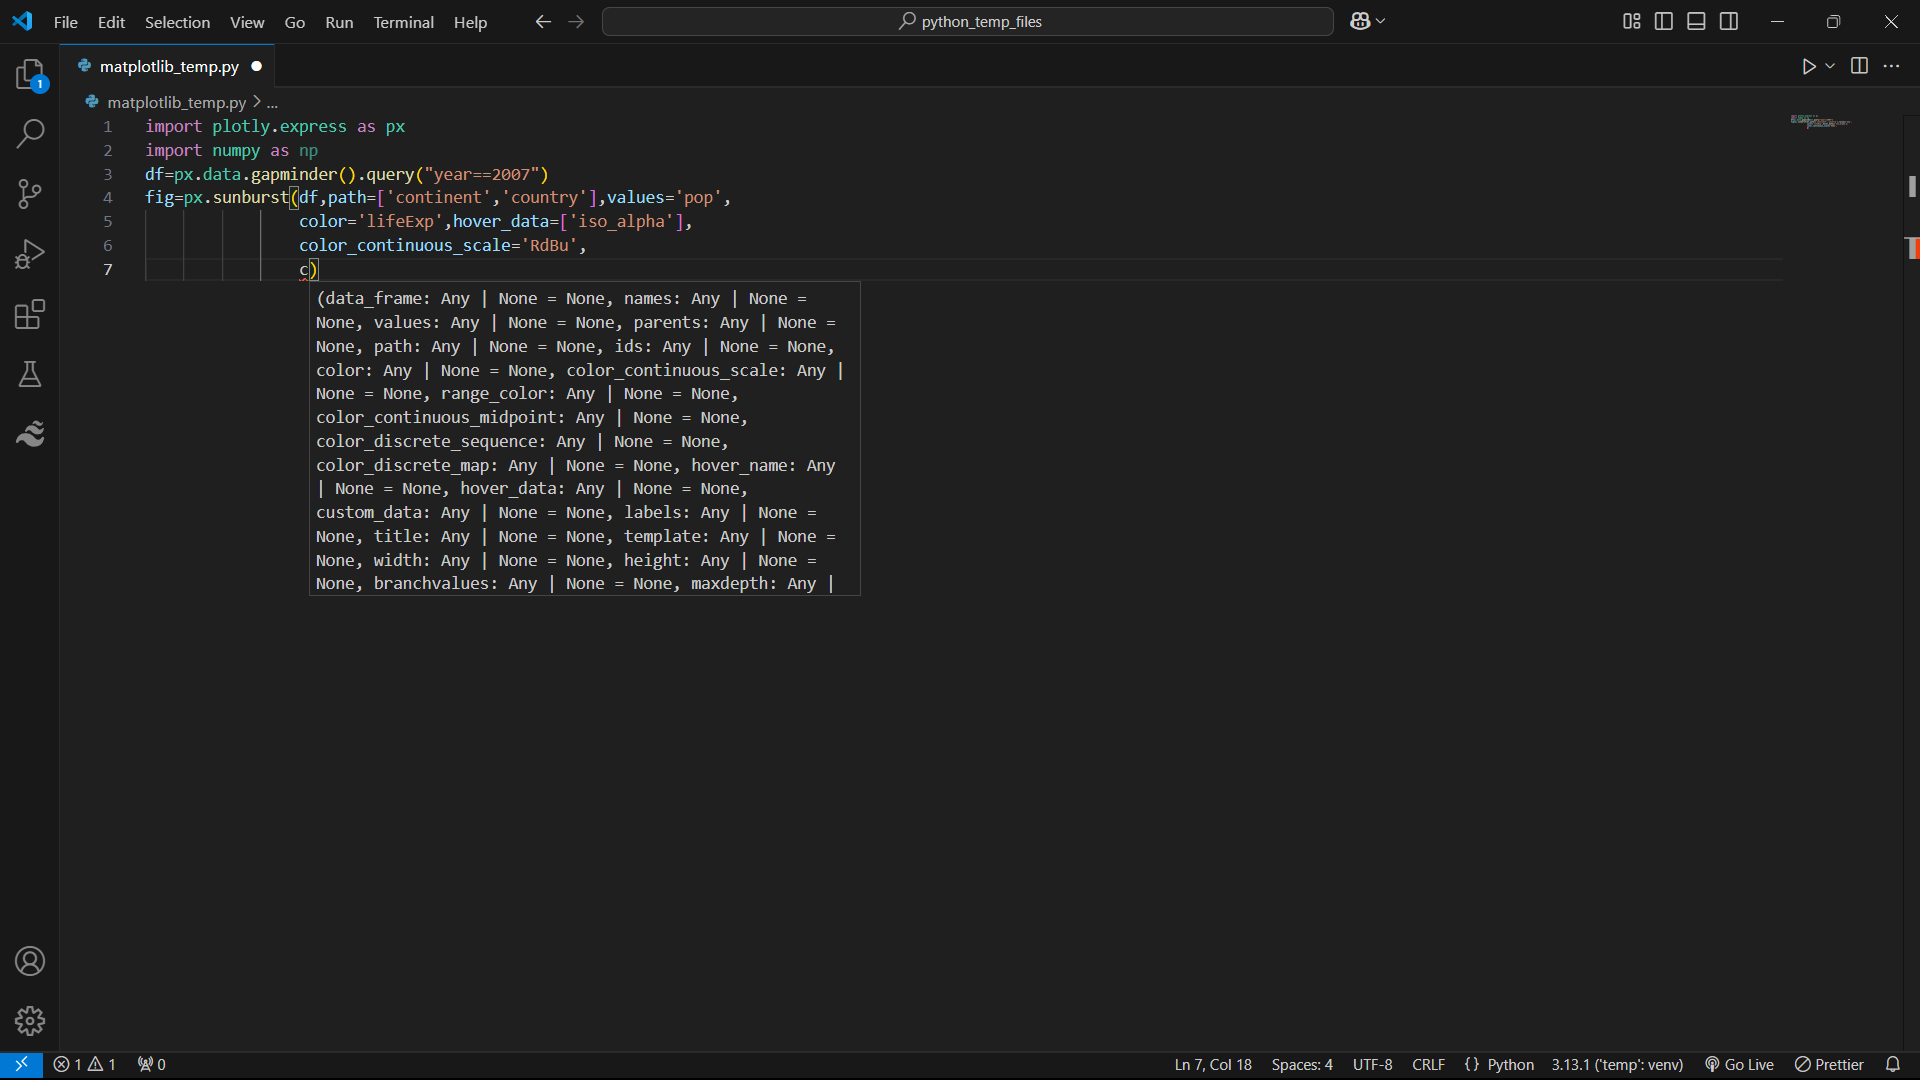 File Edit Selection View Go Run Terminal Help
python_temp_files
matplotlib_temp.py
1
matplotlib_temp.py > ...
1 import plotly.express as px
2 import numpy as np
3 df=px.data.gapminder().query("year==2007")
4 fig=px.sunburst(df,path=['continent','country'],values='pop',
5 color='lifeExp',hover_data=['iso_alpha'],
6 color_continuous_scale='RdBu',
7 c)
(data_frame: Any | None = None, names: Any | None =
None, values: Any | None = None, parents: Any | None =
None, path: Any | None = None, ids: Any | None = None,
color: Any | None = None, color_continuous_scale: Any |
None = None, range_color: Any | None = None,
color_continuous_midpoint: Any | None = None,
color_discrete_sequence: Any | None = None,
color_discrete_map: Any | None = None, hover_name: Any
| None = None, hover_data: Any | None = None,
custom_data: Any | None = None, labels: Any | None =
None, title: Any | None = None, template: Any | None =
None, width: Any | None = None, height: Any | None =
None, branchvalues: Any | None = None, maxdepth: Any |
1 1 0
Ln 7, Col 18 Spaces: 4 UTF-8 CRLF {} Python 3.13.1 ('temp': venv) Go Live Prettier